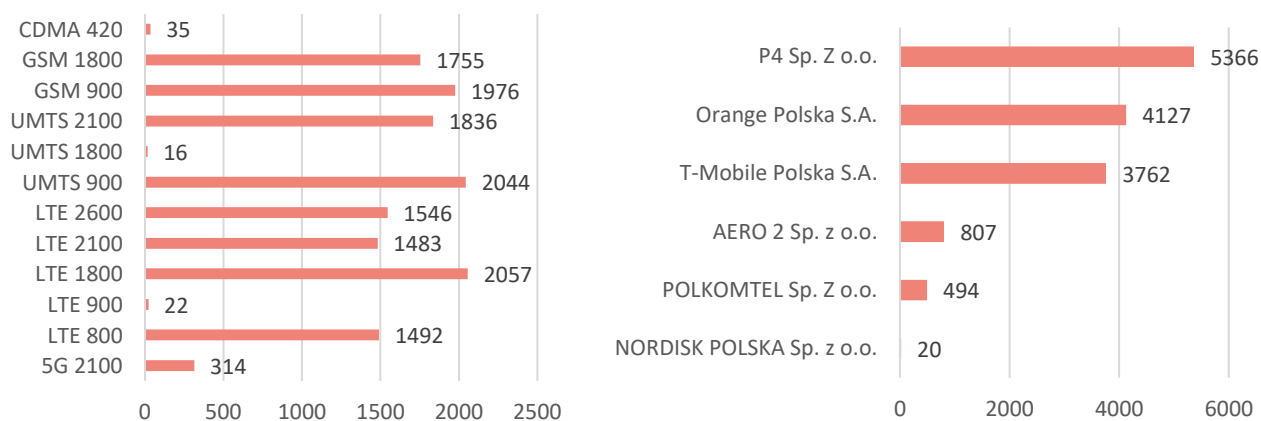 CDMA 420 35
GSM 1800 1755
GSM 900 1976
UMTS 2100 1836
UMTS 1800 16
UMTS 900 2044
LTE 2600 1546
LTE 2100 1483
LTE 1800 2057
LTE 900 22
LTE 800 1492
5G 2100 314
0 500 1000 1500 2000 2500
P4 Sp. Z o.o. 5366
Orange Polska S.A. 4127
T-Mobile Polska S.A. 3762
AERO 2 Sp. z o.o. 807
POLKOMTEL Sp. Z o.o. 494
NORDISK POLSKA Sp. z o.o. 20
0 2000 4000 6000